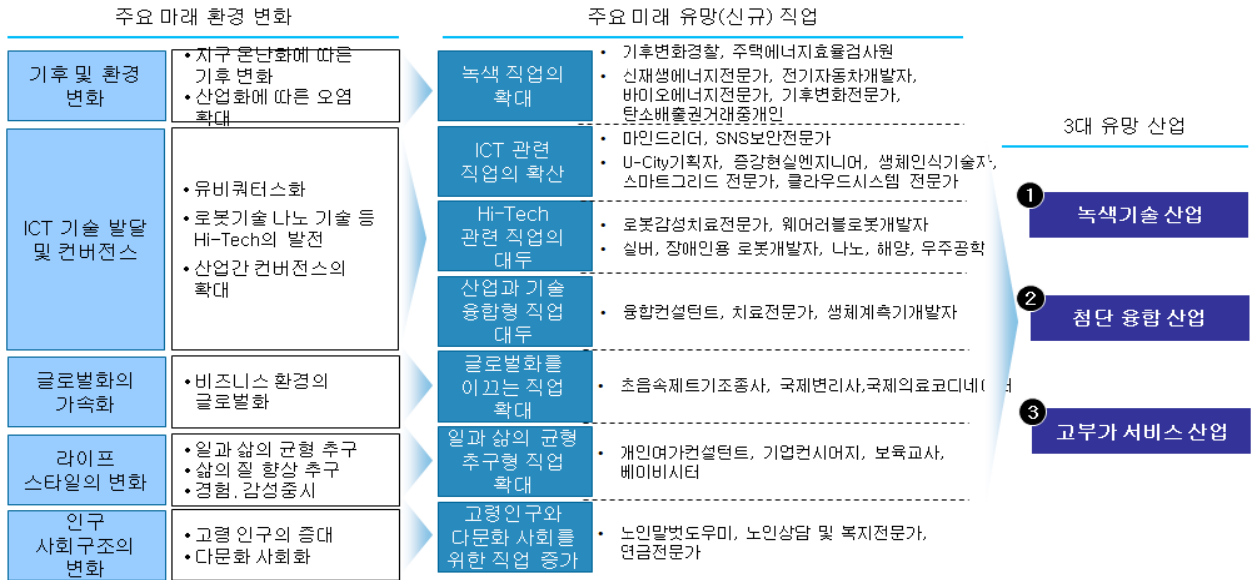 주요 마래 환경 변화
주요 미래 유망(신규) 직업
3대 유망 산업
기후 및 환경
변화
• 지구 온난화에 따른
기후 변화
• 산업화에 따른 오염
확대
녹색 직업의
확대
• 기후변화경찰, 주택에너지효율검사원
• 신재생에너지전문가, 전기자동차개발자,
바이오에너지전문가, 기후변화전문가,
탄소배출권거래중개인
ICT 기술 발달
및 컨버전스
• 유비쿼터스화
• 로봇기술 나노 기술 등
Hi-Tech의 발전
• 산업간 컨버전스의
확대
ICT 관련
직업의 확산
• 마인드리더, SNS보안전문가
• U-City기획자, 증강현실엔지니어, 생체인식기술자,
스마트그리드 전문가, 클라우드시스템 전문가
Hi-Tech
관련 직업의
대두
• 로봇감성치료전문가, 웨어러블로봇개발자
• 실버, 장애인용 로봇개발자, 나노, 해양, 우주공학
산업과 기술
융합형 직업
대두
• 융합컨설턴트, 치료전문가, 생체계측기개발자
글로벌화의
가속화
• 비즈니스 환경의
글로벌화
글로벌화를
이끄는 직업
확대
• 초음속제트기조종사, 국제변리사,국제의료코디네이터
라이프
스타일의 변화
• 일과 삶의 균형 추구
• 삶의 질 향상 추구
• 경험, 감성중시
일과 삶의 균형
추구형 직업
확대
• 개인여가컨설턴트, 기업컨시어지, 보육교사,
베이비시터
인구
사회구조의
변화
• 고령 인구의 증대
• 다문화 사회화
고령인구와
다문화 사회를
위한 직업 증가
• 노인말벗도우미, 노인상담 및 복지전문가,
연금전문가
1
녹색기술 산업
2
첨단 융합 산업
3
고부가 서비스 산업